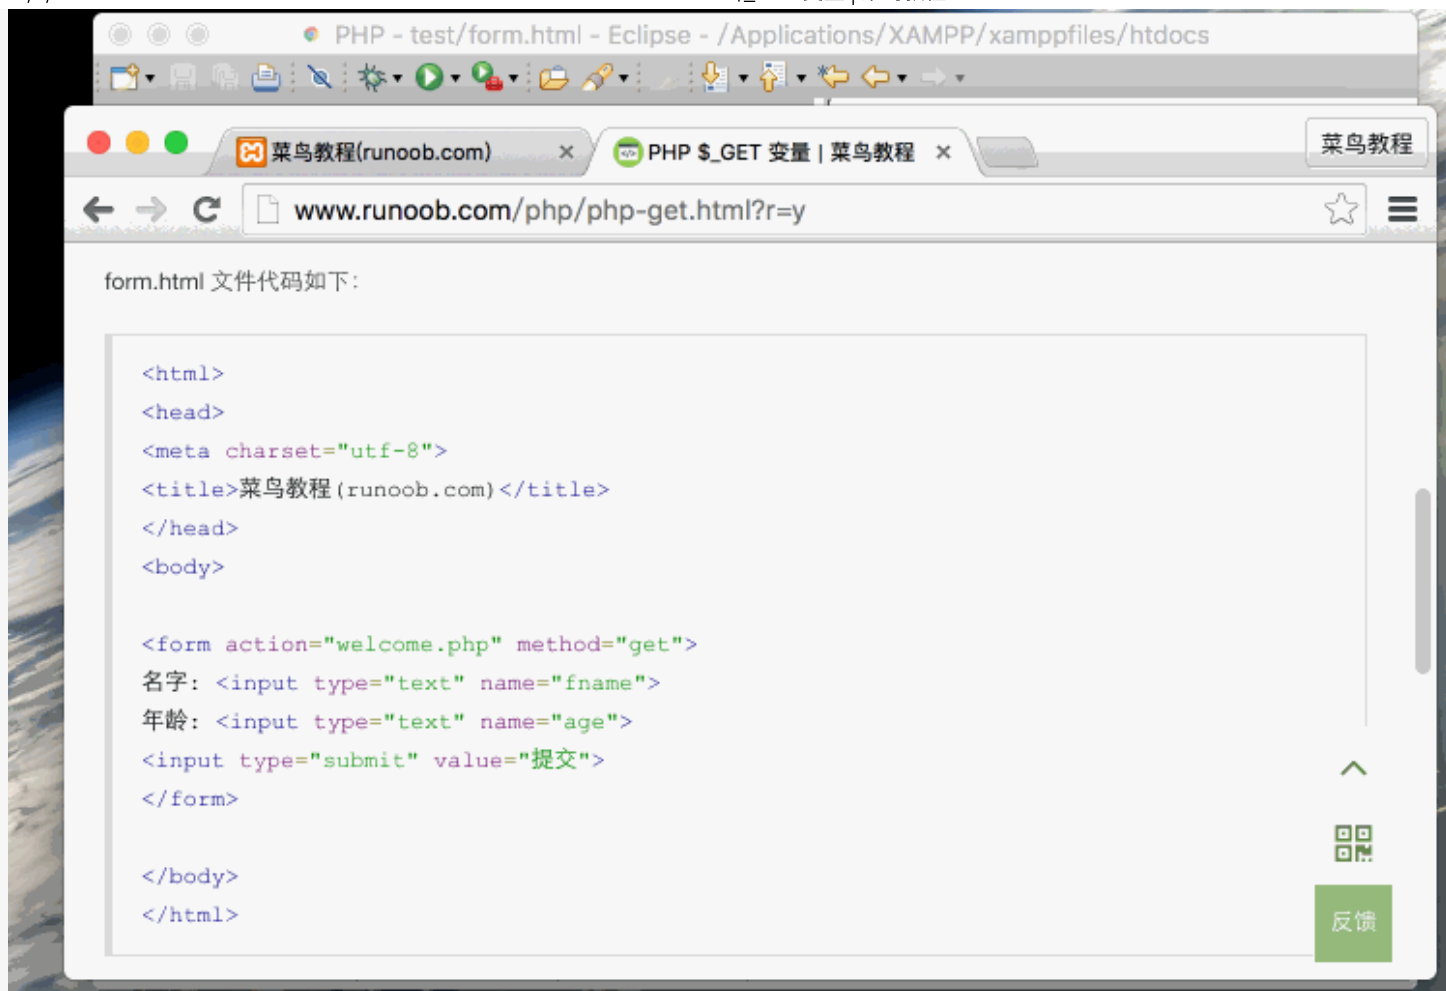 PHP - test/form.html - Eclipse - /Applications/XAMPP/xamppfiles/htdocs
菜鸟教程(runoob.com)
PHP $_GET 变量 | 菜鸟教程
菜鸟教程
www.runoob.com/php/php-get.html?r=y
form.html 文件代码如下：
<html>
<head>
<meta charset="utf-8">
<title>菜鸟教程(runoob.com)</title>
</head>
<body>
<form action="welcome.php" method="get">
名字: <input type="text" name="fname">
年龄: <input type="text" name="age">
<input type="submit" value="提交">
</form>
</body>
</html>
反馈